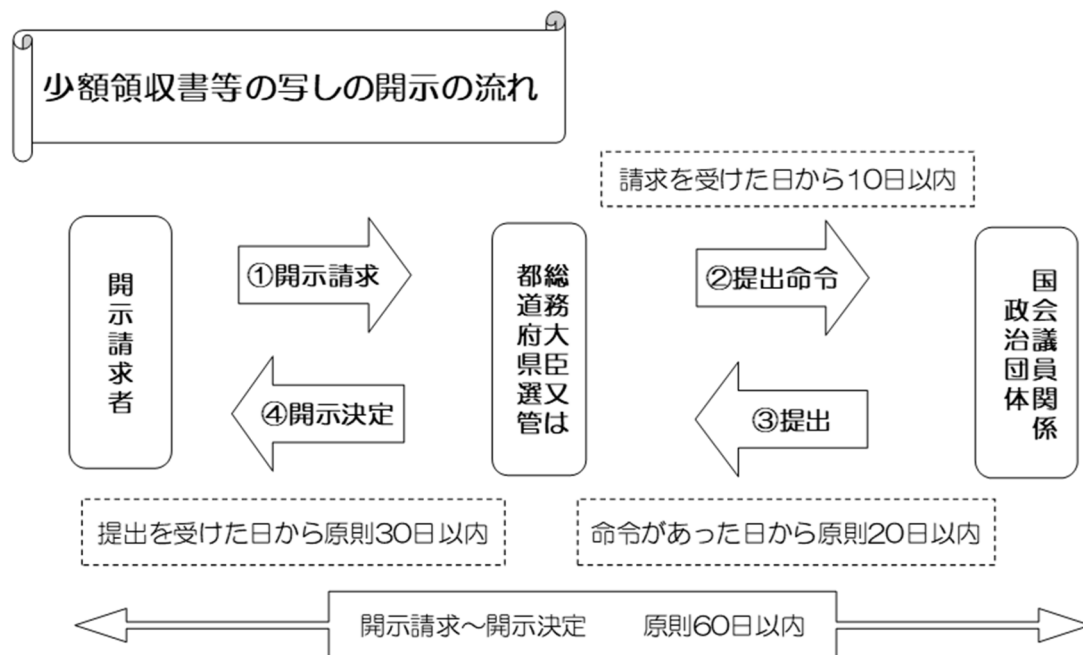 少額領収書等の写しの開示の流れ
請求を受けた日から10日以内
開示請求者
①開示請求
総務大臣又は
都道府県選管
②提出命令
国会議員関係
政治団体
④開示決定
③提出
提出を受けた日から原則30日以内
命令があった日から原則20日以内
開示請求～開示決定　　原則60日以内